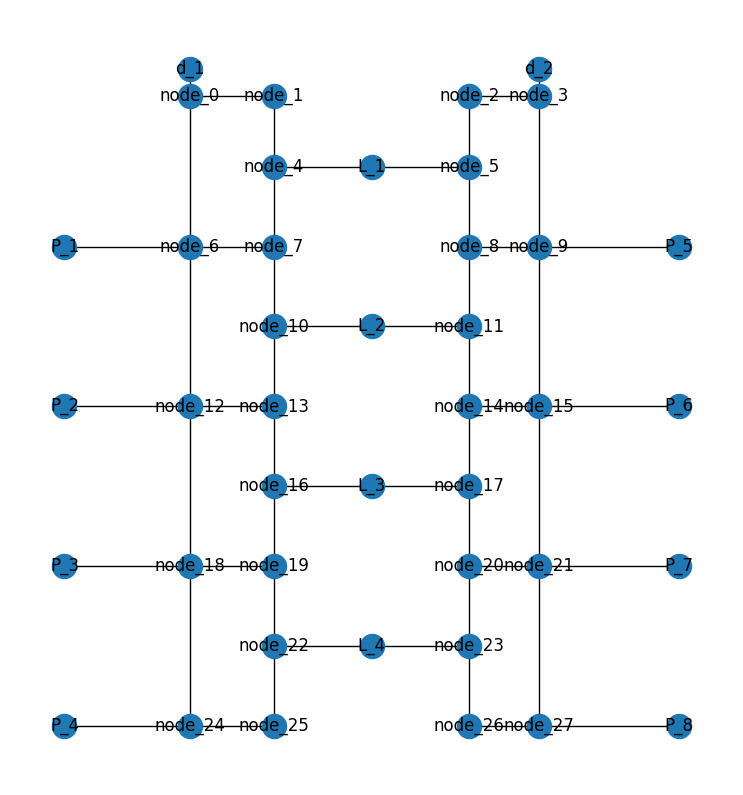 d_1 d_2
node_0 node_1 node_2 node_3
node_4 L_1 node_5
P_1 node_6 node_7 node_8 node_9 P_5
node_10 L_2 node_11
P_2 node_12 node_13 node_14 node_15 P_6
node_16 L_3 node_17
P_3 node_18 node_19 node_20 node_21 P_7
node_22 L_4 node_23
P_4 node_24 node_25 node_26 node_27 P_8